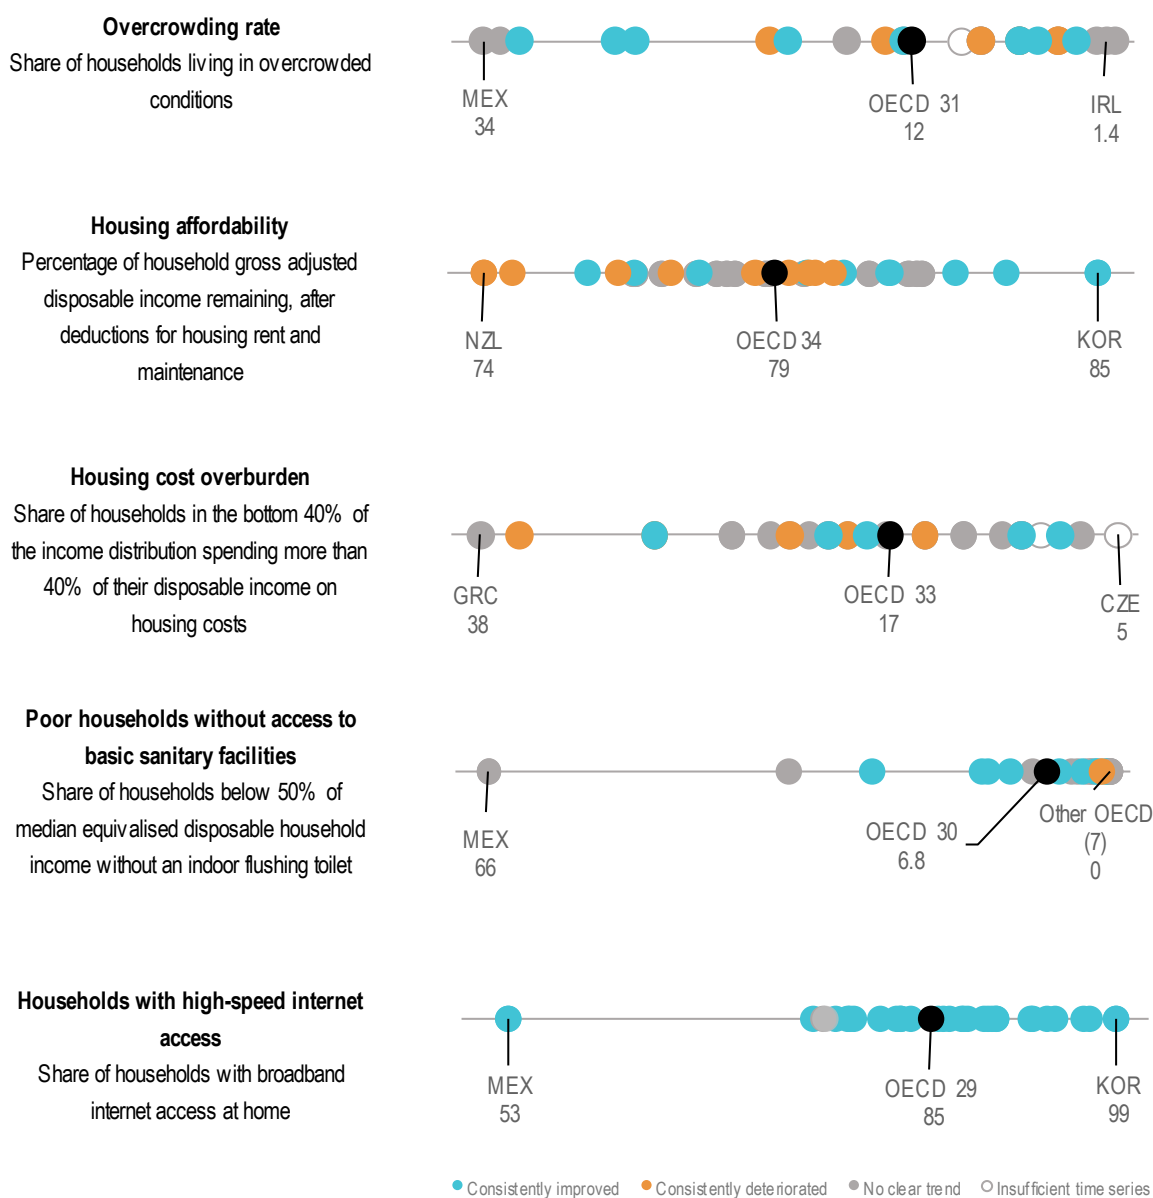 Overcrowding rate
Share of households living in overcrowded
conditions
MEX
34
OECD 31
12
IRL
1.4
Housing affordability
Percentage of household gross adjusted
disposable income remaining, after
deductions for housing rent and
maintenance
NZL
74
OECD 34
79
KOR
85
Housing cost overburden
Share of households in the bottom 40% of
the income distribution spending more than
40% of their disposable income on
housing costs
GRC
38
OECD 33
17
CZE
5
Poor households without access to
basic sanitary facilities
Share of households below 50% of
median equivalised disposable household
income without an indoor flushing toilet
MEX
66
OECD 30
6.8
Other OECD
(7)
0
Households with high-speed internet
access
Share of households with broadband
internet access at home
MEX
53
OECD 29
85
KOR
99
Consistently improved Consistently deteriorated No clear trend Insufficient time series